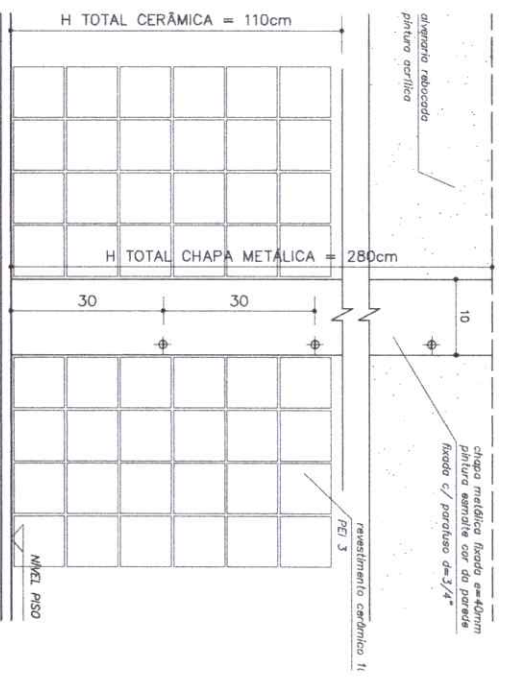 H TOTAL CERÂMICA = 110cm
alvenaria rebocada
pintura acrílica
H TOTAL CHAPA METÁLICA = 280cm
30
30
10
chapa metálica fixada e=40mm
pintura esmalte cor da parede
fixada c/ parafuso d=3/4"
revestimento cerâmico
PEI 3
NÍVEL PISO